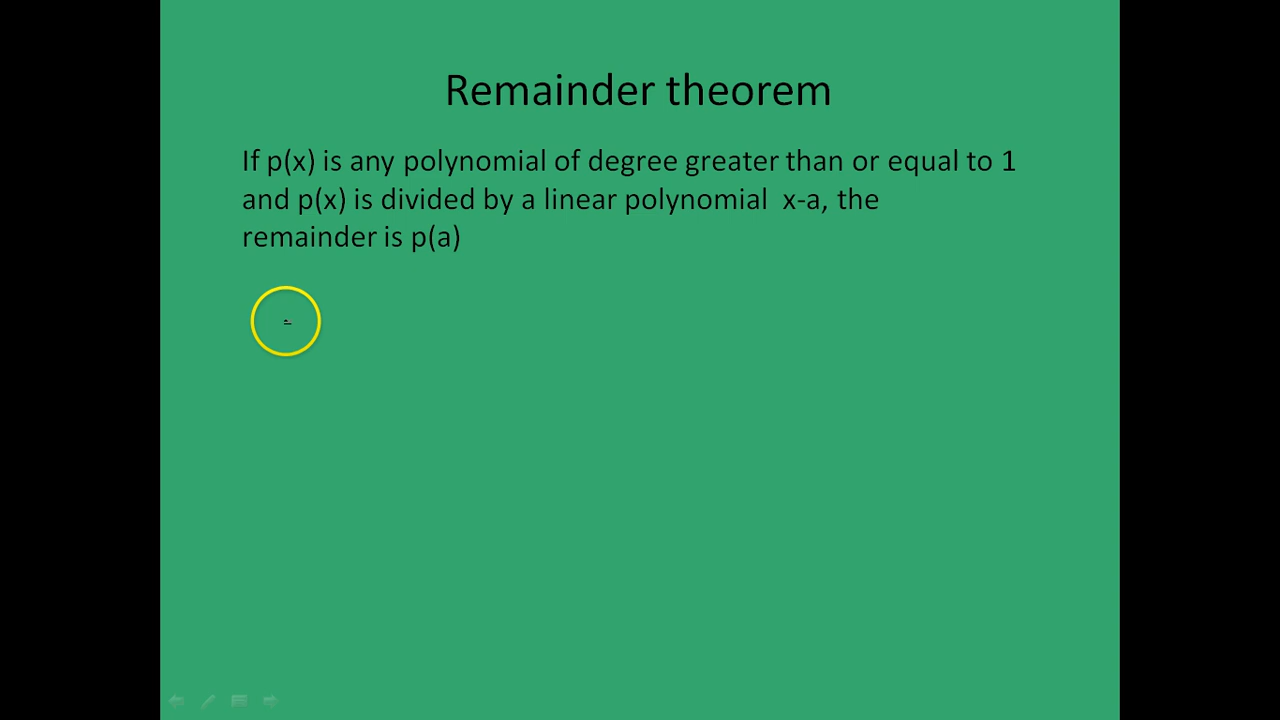 Remainder theorem
If p(x) is any polynomial of degree greater than or equal to 1
and p(x) is divided by a linear polynomial  x-a, the
remainder is p(a)